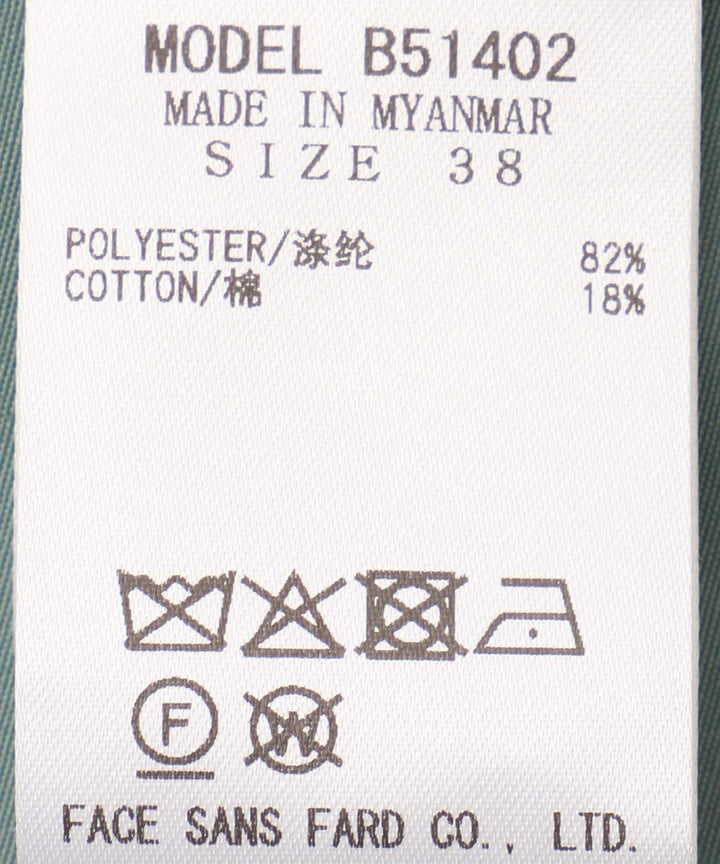 MODEL B51402
MADE IN MYANMAR
SIZE 38
POLYESTER/涤纶 82%
COTTON/棉 18%
F
W
FACE SANS FARD CO., LTD.